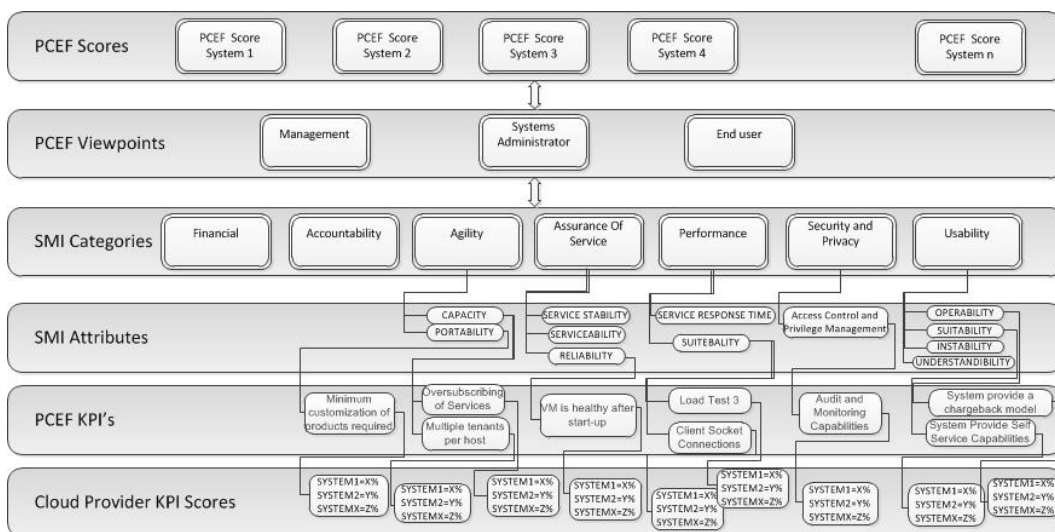 PCEF Scores
PCEF Score
System 1
PCEF Score
System 2
PCEF Score
System 3
PCEF Score
System 4
PCEF Score
System n
PCEF Viewpoints
Management
Systems
Administrator
End user
SMI Categories
Financial
Accountability
Agility
Assurance Of
Service
Performance
Security and
Privacy
Usability
SMI Attributes
CAPACITY
PORTABILITY
SERVICE STABILITY
SERVICEABILITY
RELIABILITY
SERVICE RESPONSE TIME
SUITEBALITY
Access Control and
Privilege Management
OPERABILITY
SUITABILITY
INSTABILITY
UNDERSTANDIBILITY
PCEF KPI's
Minimum
customization of
products required
Oversubscribing
of Services
Multiple tenants
per host
VM is healthy after
start-up
Load Test 3
Client Socket
Connections
Audit and
Monitoring
Capabilities
System provide a
chargeback model
System Provide Self
Service Capabilities
Cloud Provider KPI Scores
SYSTEM1=X%
SYSTEM2=Y%
SYSTEMX=Z%
SYSTEM1=X%
SYSTEM2=Y%
SYSTEMX=Z%
SYSTEM1=X%
SYSTEM2=Y%
SYSTEMX=Z%
SYSTEM1=X%
SYSTEM2=Y%
SYSTEMX=Z%
SYSTEM1=X%
SYSTEM2=Y%
SYSTEMX=Z%
SYSTEM1=X%
SYSTEM2=Y%
SYSTEMX=Z%
SYSTEM1=X%
SYSTEM2=Y%
SYSTEMX=Z%
SYSTEM1=X%
SYSTEM2=Y%
SYSTEMX=Z%
SYSTEM1=X%
SYSTEM2=Y%
SYSTEMX=Z%